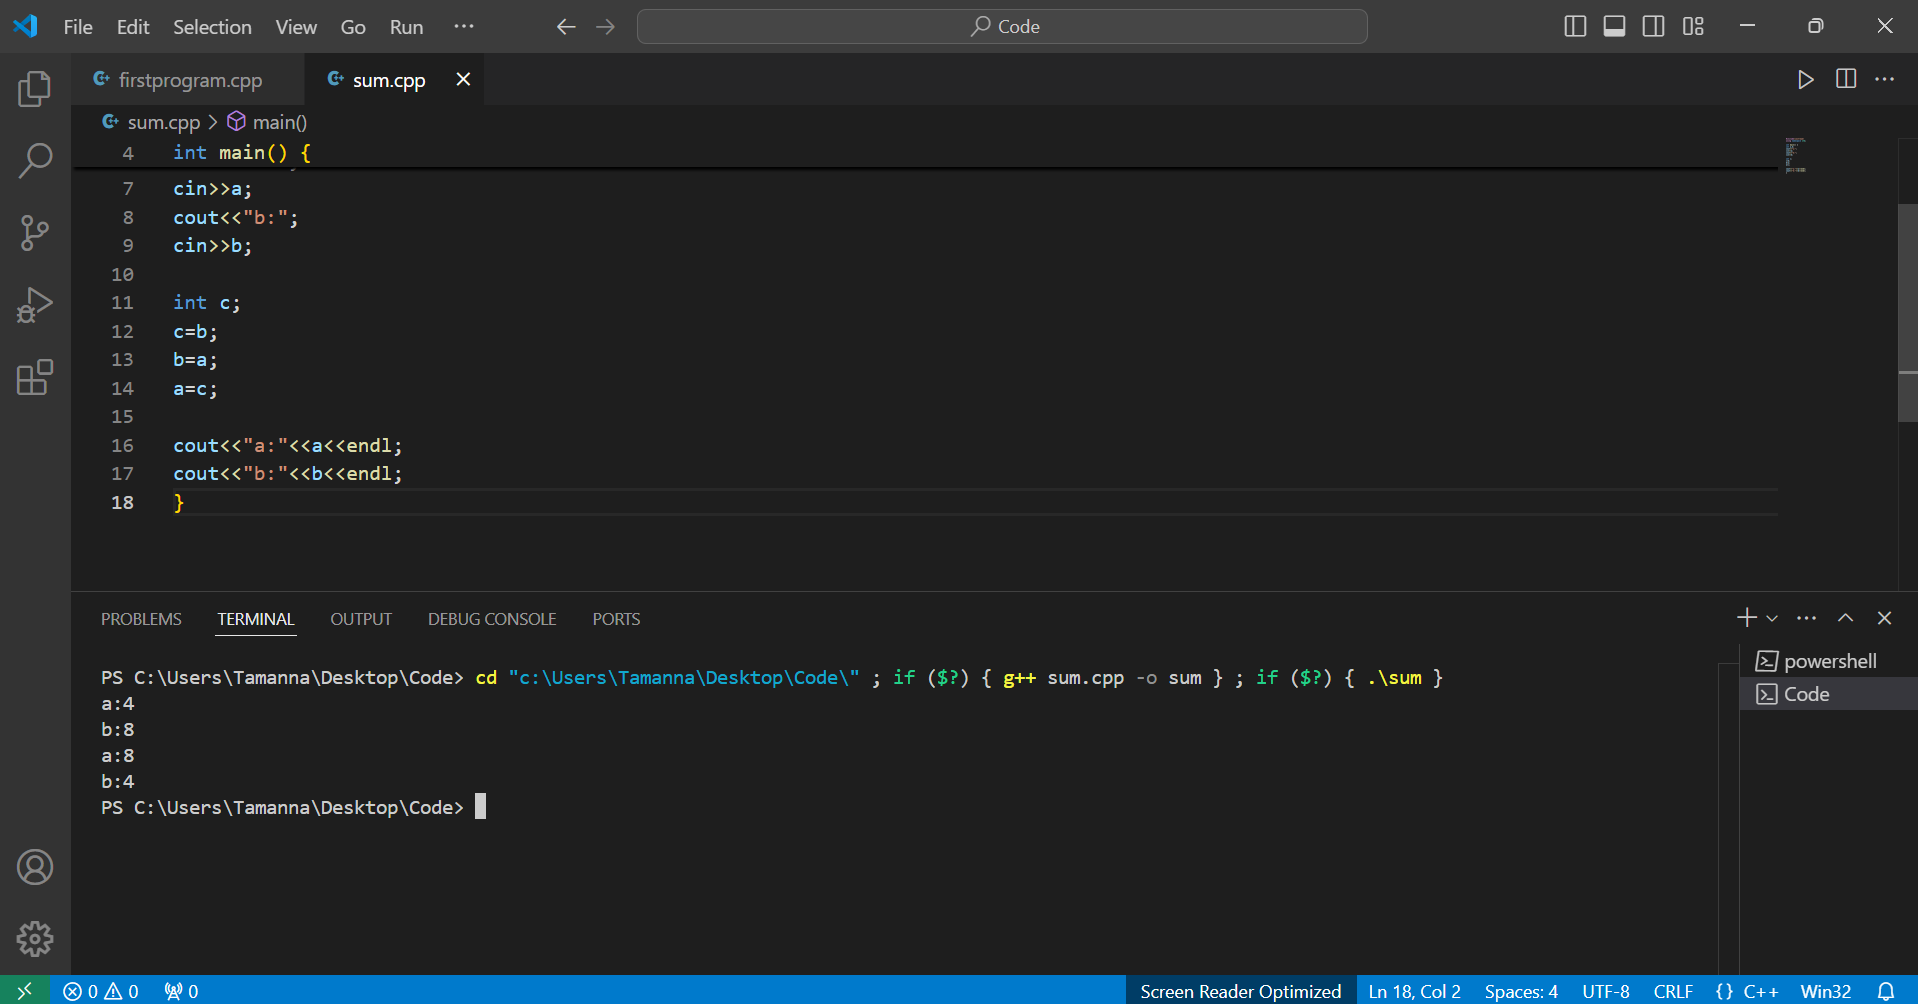 File Edit Selection View Go Run ··· Code
firstprogram.cpp sum.cpp
sum.cpp > main()
4 int main() {
7 cin>>a;
8 cout<<"b:";
9 cin>>b;
10
11 int c;
12 c=b;
13 b=a;
14 a=c;
15
16 cout<<"a:"<<a<<endl;
17 cout<<"b:"<<b<<endl;
18 }
PROBLEMS TERMINAL OUTPUT DEBUG CONSOLE PORTS
PS C:\Users\Tamanna\Desktop\Code> cd "c:\Users\Tamanna\Desktop\Code\" ; if ($?) { g++ sum.cpp -o sum } ; if ($?) { .\sum }
a:4
b:8
a:8
b:4
PS C:\Users\Tamanna\Desktop\Code>
powershell
Code
0 0 0 Screen Reader Optimized Ln 18, Col 2 Spaces: 4 UTF-8 CRLF {} C++ Win32